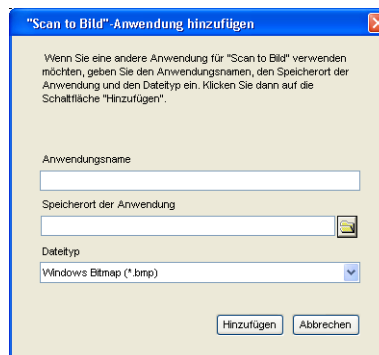 "Scan to Bild"-Anwendung hinzufügen
Wenn Sie eine andere Anwendung für "Scan to Bild" verwenden
möchten, geben Sie den Anwendungsnamen, den Speicherort der
Anwendung und den Dateityp ein. Klicken Sie dann auf die
Schaltfläche "Hinzufügen".
Anwendungsname
Speicherort der Anwendung
Dateityp
Windows Bitmap (*.bmp)
Hinzufügen Abbrechen